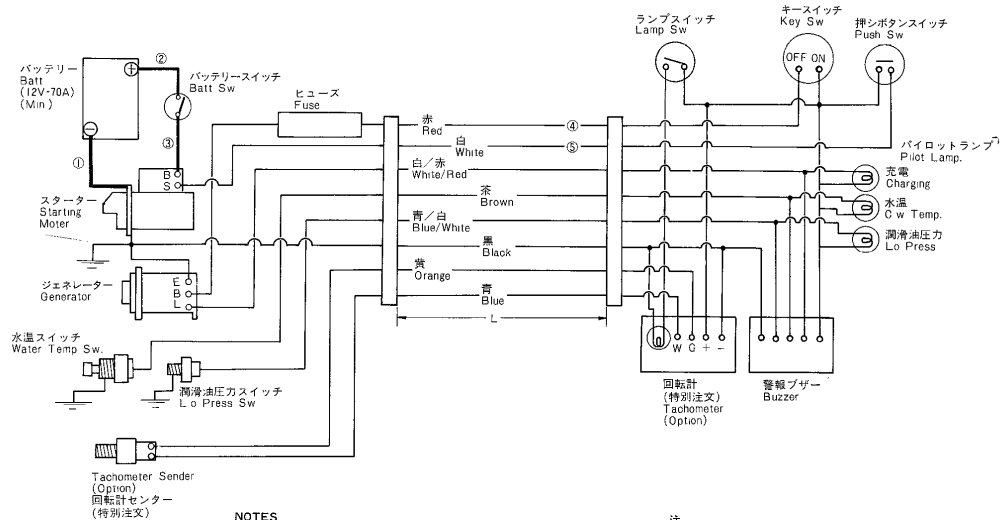 ランプスイッチ
Lamp Sw
キースイッチ
Key Sw
OFF ON
押シボタンスイッチ
Push Sw
バッテリー
Batt
(12V-70A)
(Min)
②
バッテリースイッチ
Batt Sw
③
①
B
S
ヒューズ
Fuse
赤
Red
④
白
White
⑤
白／赤
White/Red
茶
Brown
青／白
Blue/White
黒
Black
黄
Orange
青
Blue
L
パイロットランプ
Pilot Lamp.
充電
Charging
水温
C w Temp.
潤滑油圧力
Lo Press
スターター
Starting
Moter
ジェネレーター
Generator
E
B
L
水温スイッチ
Water Temp Sw.
潤滑油圧力スイッチ
Lo Press Sw
W G + −
回転計
(特別注文)
Tachometer
(Option)
警報ブザー
Buzzer
Tachometer Sender
(Option)
回転計センター
(特別注文)
NOTES
注